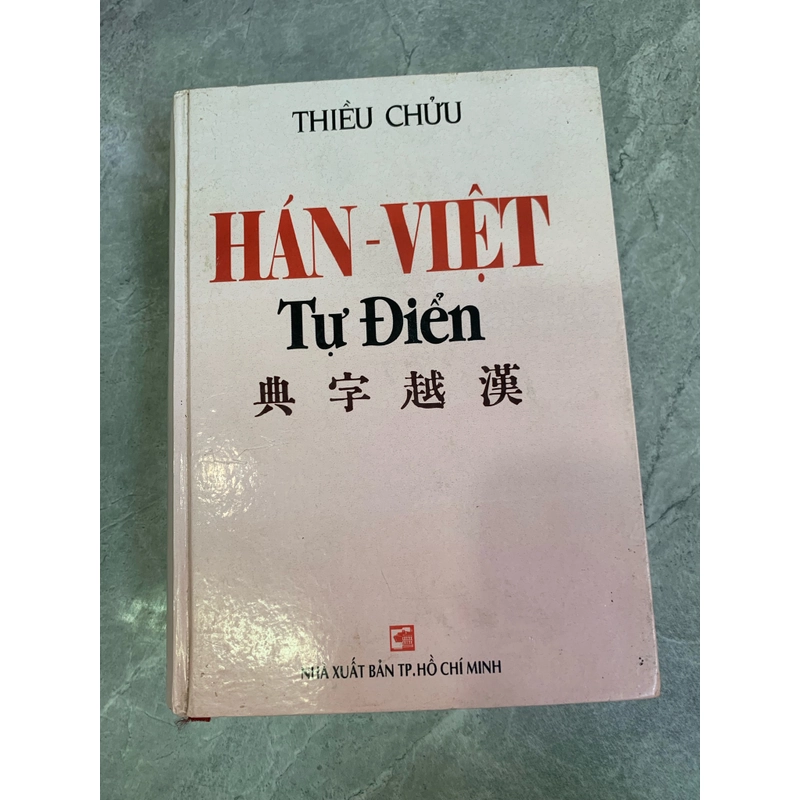 THIỀU CHỬU
HÁN - VIỆT
Tự Điển
典字越漢
NHÀ XUẤT BẢN TP. HỒ CHÍ MINH